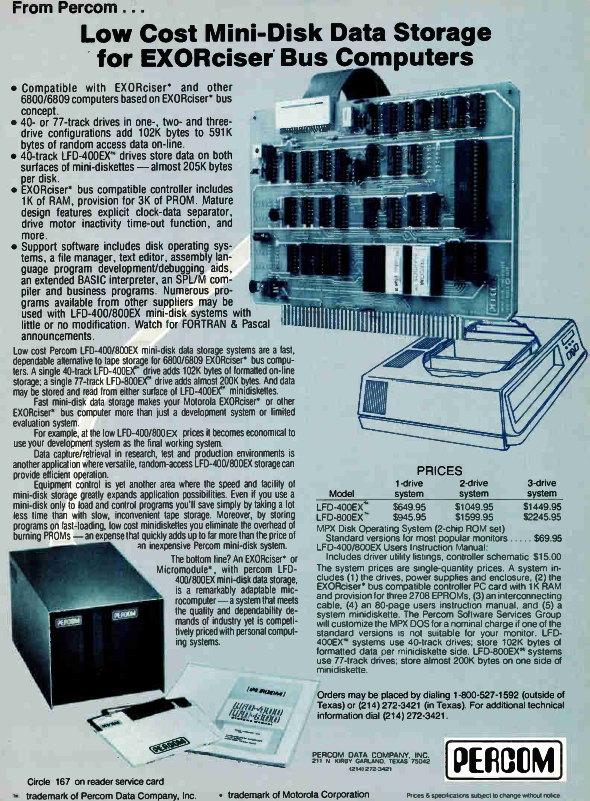 From Percom . . .
Low Cost Mini-Disk Data Storage
for EXORciser* Bus Computers
• Compatible with EXORciser* and other
6800/6809 computers based on EXORciser* bus
concept.
• 40- or 77-track drives in one-, two- and three-
drive configurations add 102K bytes to 591K
bytes of random access data on-line.
• 40-track LFD-400EX™ drives store data on both
surfaces of mini-diskettes — almost 205K bytes
per disk.
• EXORciser* bus compatible controller includes
1K of RAM, provision for 3K of PROM. Mature
design features explicit clock-data separator,
drive motor inactivity time-out function, and
more.
• Support software includes disk operating sys-
tems, a file manager, text editor, assembly lan-
guage program development/debugging aids,
an extended BASIC interpreter, an SPL/M com-
piler and business programs. Numerous pro-
grams available from other suppliers may be
used with LFD-400/800EX mini-disk systems with
little or no modification. Watch for FORTRAN & Pascal
announcements.
Low cost Percom LFD-400/800EX mini-disk data storage systems are a fast,
dependable alternative to tape storage for 6800/6809 EXORciser* bus compu-
ters. A single 40-track LFD-400EX™ drive adds 102K bytes of formatted on-line
storage; a single 77-track LFD-800EX™ drive adds almost 200K bytes. And data
may be stored and read from either surface of LFD-400EX™ minidiskettes.
Fast mini-disk data storage makes your Motorola EXORciser* or other
EXORciser* bus computer more than just a development system or limited
evaluation system.
For example, at the low LFD-400/800EX prices it becomes economical to
use your development system as the final working system.
Data capture/retrieval in research, test and production environments is
another application where versatile, random-access LFD-400/800EX storage can
provide efficient operation.
Equipment control is yet another area where the speed and facility of
mini-disk storage greatly expands application possibilities. Even if you use a
mini-disk only to load and control programs you'll save simply by taking a lot
less time than with slow, inconvenient tape storage. Moreover, by storing
programs on fast-loading, low cost minidiskettes you eliminate the overhead of
burning PROMs — an expense that quickly adds up to far more than the price of
an inexpensive Percom mini-disk system.
The bottom line? An EXORciser* or
Micromodule*, with percom LFD-
400/800EX mini-disk data storage,
is a remarkably adaptable mic-
rocomputer — a system that meets
the quality and dependability de-
mands of industry yet is competi-
tively priced with personal comput-
ing systems.
PRICES
Model 1-drive system 2-drive system 3-drive system
LFD-400EX™ $649.95 $1049.95 $1449.95
LFD-800EX™ $945.95 $1599.95 $2245.95
MPX Disk Operating System (2-chip ROM set)
Standard versions for most popular monitors ..... $69.95
LFD-400/800EX Users Instruction Manual:
Includes driver utility listings, controller schematic $15.00
The system prices are single-quantity prices. A system in-
cludes (1) the drives, power supplies and enclosure, (2) the
EXORciser* bus compatible controller PC card with 1K RAM
and provision for three 2708 EPROMs, (3) an interconnecting
cable, (4) an 80-page users instruction manual, and (5) a
system minidiskette. The Percom Software Services Group
will customize the MPX DOS for a nominal charge if one of the
standard versions is not suitable for your monitor. LFD-
400EX™ systems use 40-track drives; store 102K bytes of
formatted data per minidiskette side. LFD-800EX™ systems
use 77-track drives; store almost 200K bytes on one side of
minidiskette.
Orders may be placed by dialing 1-800-527-1592 (outside of
Texas) or (214) 272-3421 (in Texas). For additional technical
information dial (214) 272-3421.
PERCOM
PERCOM
PERCOM
[PERCOM]
PERCOM DATA COMPANY, INC.
211 N. KIRBY GARLAND, TEXAS 75042
(214) 272-3421
PERCOM
Circle 167 on reader service card
™ trademark of Percom Data Company, Inc.
* trademark of Motorola Corporation
Prices & specifications subject to change without notice.